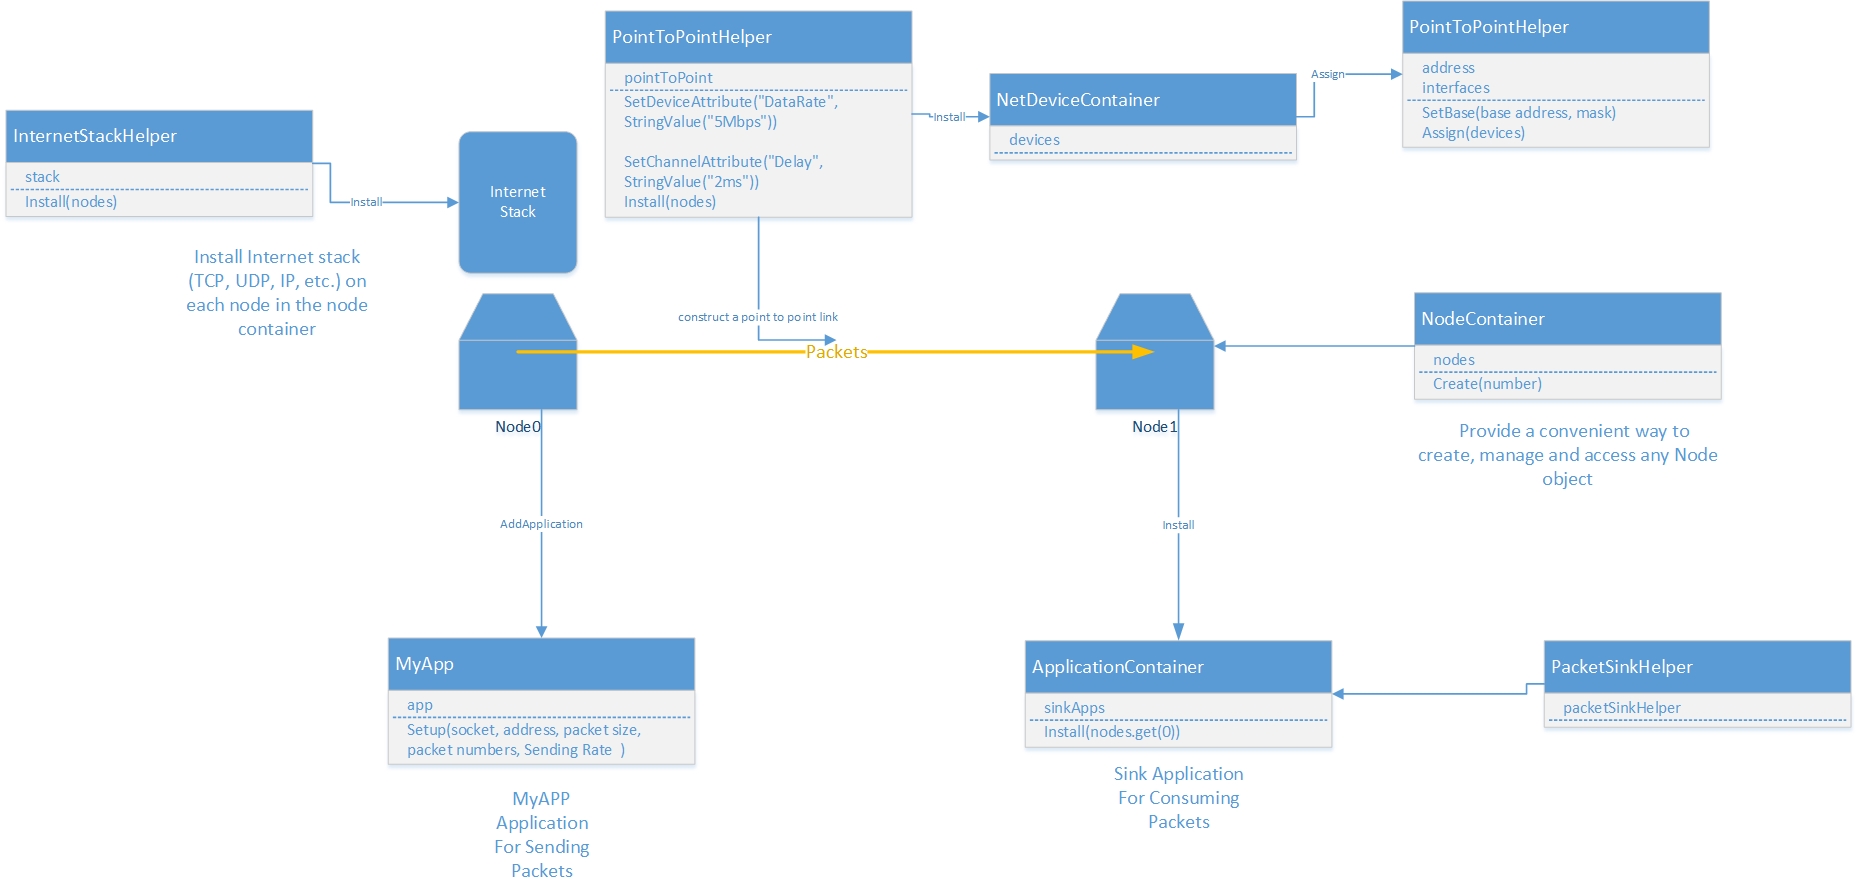 InternetStackHelper
stack
Install(nodes)
Install
Internet
Stack
Install Internet stack
(TCP, UDP, IP, etc.) on
each node in the node
container
PointToPointHelper
pointToPoint
SetDeviceAttribute("DataRate",
StringValue("5Mbps"))
SetChannelAttribute("Delay",
StringValue("2ms"))
Install(nodes)
Install
NetDeviceContainer
devices
Assign
PointToPointHelper
address
interfaces
SetBase(base address, mask)
Assign(devices)
construct a point to point link
Packets
Node0
Node1
NodeContainer
nodes
Create(number)
Provide a convenient way to
create, manage and access any Node
object
AddApplication
Install
MyApp
app
Setup(socket, address, packet size,
packet numbers, Sending Rate  )
MyAPP
Application
For Sending
Packets
ApplicationContainer
sinkApps
Install(nodes.get(0))
Sink Application
For Consuming
Packets
PacketSinkHelper
packetSinkHelper